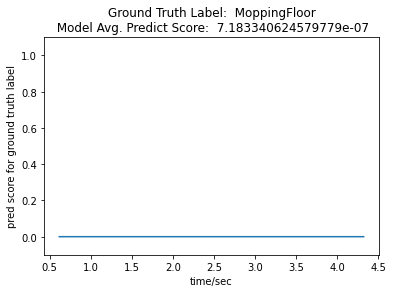 Ground Truth Label:  MoppingFloor
Model Avg. Predict Score:  7.183340624579779e-07
1.0
0.8
0.6
0.4
0.2
0.0
pred score for ground truth label
0.5 1.0 1.5 2.0 2.5 3.0 3.5 4.0 4.5
time/sec